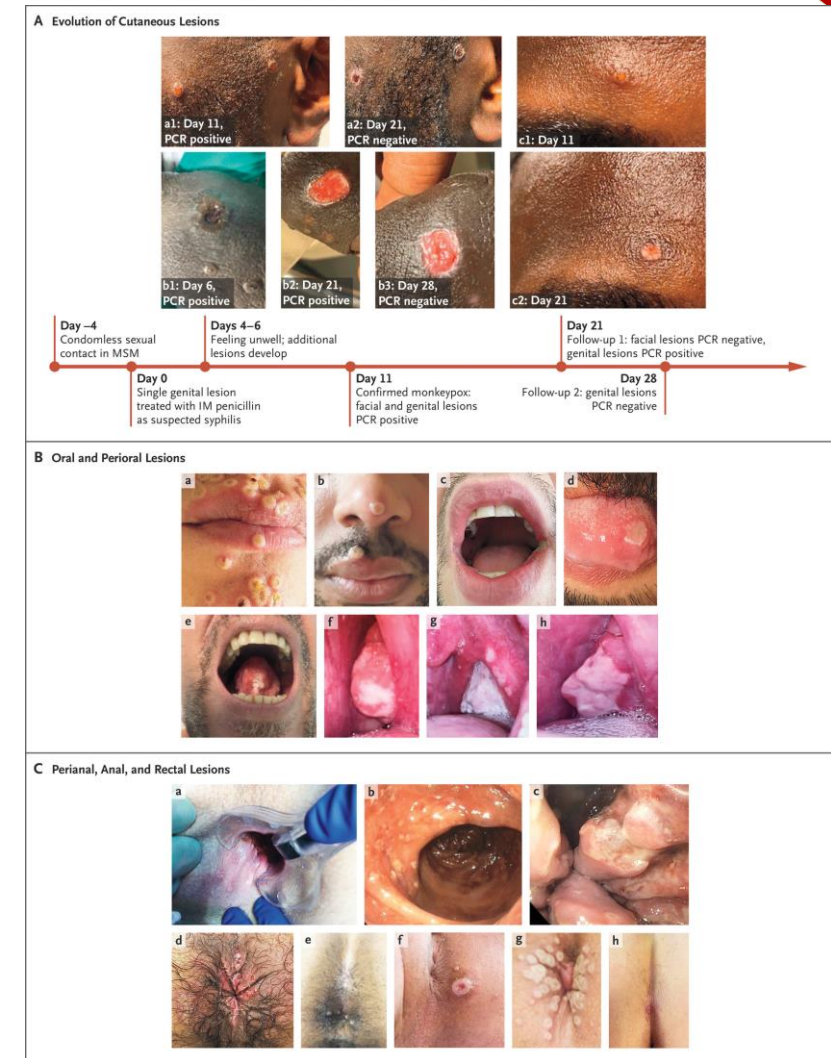 A Evolution of Cutaneous Lesions
a1: Day 11,
PCR positive
a2: Day 21,
PCR negative
c1: Day 11
b1: Day 6,
PCR positive
b2: Day 21,
PCR positive
b3: Day 28,
PCR negative
c2: Day 21
Day –4
Condomless sexual
contact in MSM
Days 4–6
Feeling unwell; additional
lesions develop
Day 21
Follow-up 1: facial lesions PCR negative,
genital lesions PCR positive
Day 0
Single genital lesion
treated with IM penicillin
as suspected syphilis
Day 11
Confirmed monkeypox:
facial and genital lesions
PCR positive
Day 28
Follow-up 2: genital lesions
PCR negative
B Oral and Perioral Lesions
a
b
c
d
e
f
g
h
C Perianal, Anal, and Rectal Lesions
a
b
c
d
e
f
g
h